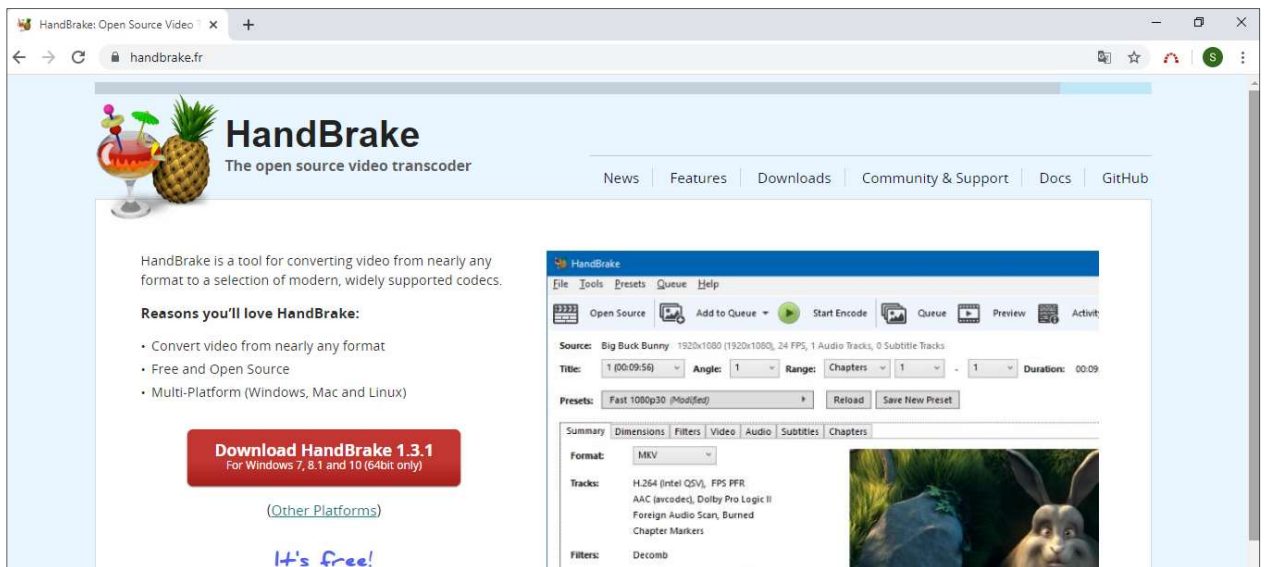 HandBrake: Open Source Video T
handbrake.fr
S
HandBrake
The open source video transcoder
News Features Downloads Community & Support Docs GitHub
HandBrake is a tool for converting video from nearly any
format to a selection of modern, widely supported codecs.
Reasons you'll love HandBrake:
• Convert video from nearly any format
• Free and Open Source
• Multi-Platform (Windows, Mac and Linux)
Download HandBrake 1.3.1
For Windows 7, 8.1 and 10 (64bit only)
(Other Platforms)
It's free!
HandBrake
File Tools Presets Queue Help
Open Source Add to Queue Start Encode Queue Preview Activity
Source: Big Buck Bunny 1920x1080 (1920x1080), 24 FPS, 1 Audio Tracks, 0 Subtitle Tracks
Title: 1 (00:09:56) Angle: 1 Range: Chapters 1 - 1 Duration: 00:09
Presets: Fast 1080p30 (Modified) Reload Save New Preset
Summary Dimensions Filters Video Audio Subtitles Chapters
Format: MKV
Tracks: H.264 (Intel QSV), FPS PFR
AAC (avcodec), Dolby Pro Logic II
Foreign Audio Scan, Burned
Chapter Markers
Filters: Decomb